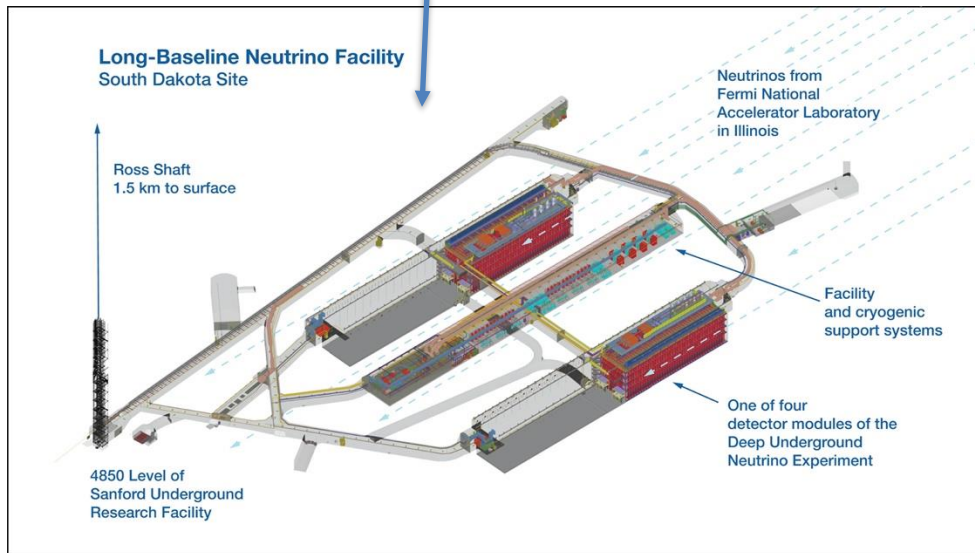 Long-Baseline Neutrino Facility
South Dakota Site
Neutrinos from
Fermi National
Accelerator Laboratory
in Illinois
Ross Shaft
1.5 km to surface
Facility
and cryogenic
support systems
One of four
detector modules of the
Deep Underground
Neutrino Experiment
4850 Level of
Sanford Underground
Research Facility